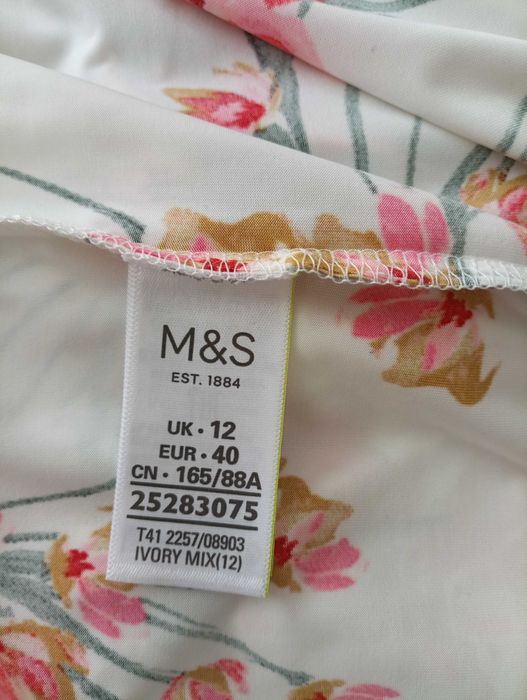 M&S
EST. 1884
UK • 12
EUR • 40
CN • 165/88A
25283075
T41 2257/08903
IVORY MIX(12)